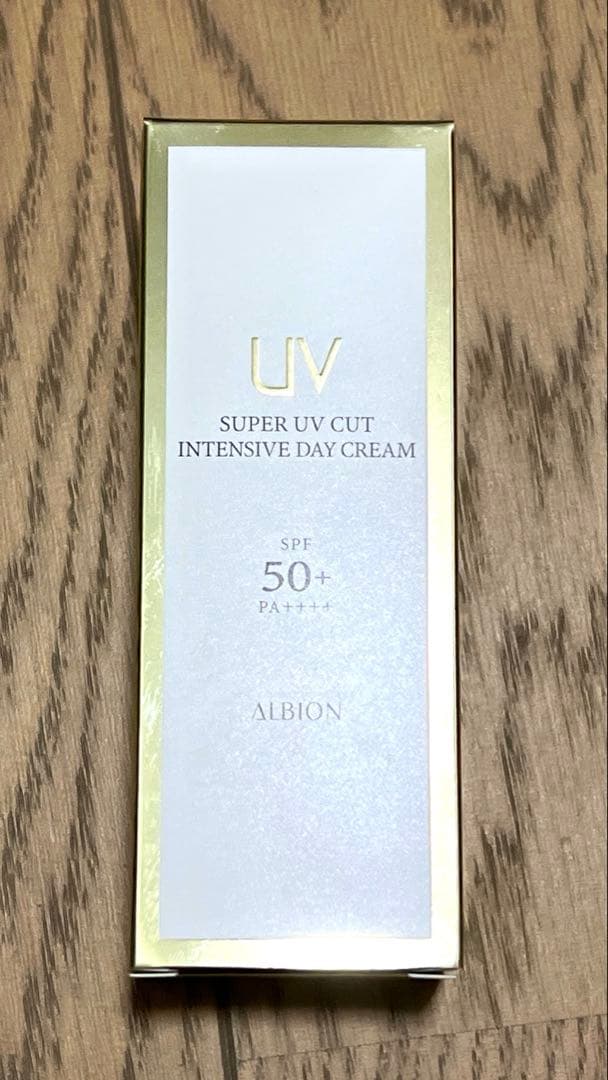 UV
SUPER UV CUT
INTENSIVE DAY CREAM
SPF
50+
PA++++
ALBION